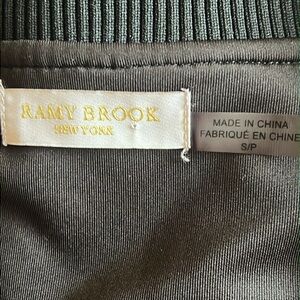 RAMY BROOK
NEW YORK
MADE IN CHINA
FABRIQUÉ EN CHINE
S/P